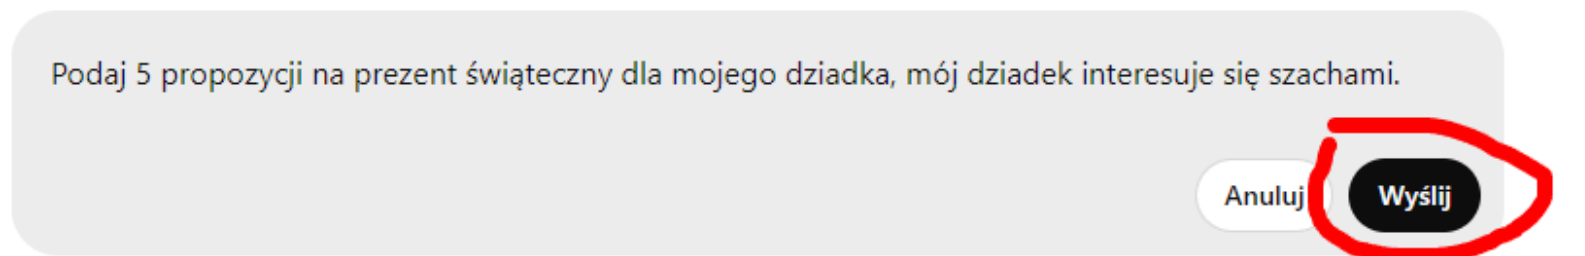 Podaj 5 propozycji na prezent świąteczny dla mojego dziadka, mój dziadek interesuje się szachami.
Anuluj Wyślij